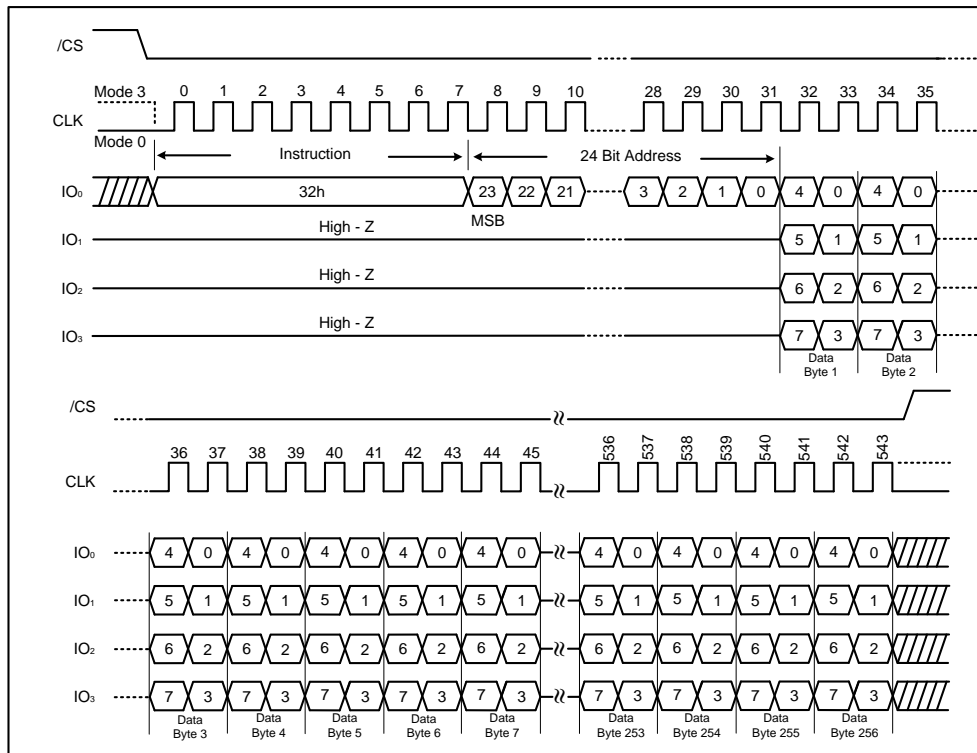 /CS
Mode 3 0 1 2 3 4 5 6 7 8 9 10 28 29 30 31 32 33 34 35
CLK
Mode 0
Instruction 24 Bit Address
IO₀ 32h 23 22 21 3 2 1 0 4 0 4 0
MSB
High - Z
IO₁ 5 1 5 1
High - Z
IO₂ 6 2 6 2
High - Z
IO₃ 7 3 7 3
Data Data
Byte 1 Byte 2
/CS
36 37 38 39 40 41 42 43 44 45 536 537 538 539 540 541 542 543
CLK
IO₀ 4 0 4 0 4 0 4 0 4 0 4 0 4 0 4 0 4 0
IO₁ 5 1 5 1 5 1 5 1 5 1 5 1 5 1 5 1 5 1
IO₂ 6 2 6 2 6 2 6 2 6 2 6 2 6 2 6 2 6 2
IO₃ 7 3 7 3 7 3 7 3 7 3 7 3 7 3 7 3 7 3
Data Data Data Data Data Data Data Data Data
Byte 3 Byte 4 Byte 5 Byte 6 Byte 7 Byte 253 Byte 254 Byte 255 Byte 256